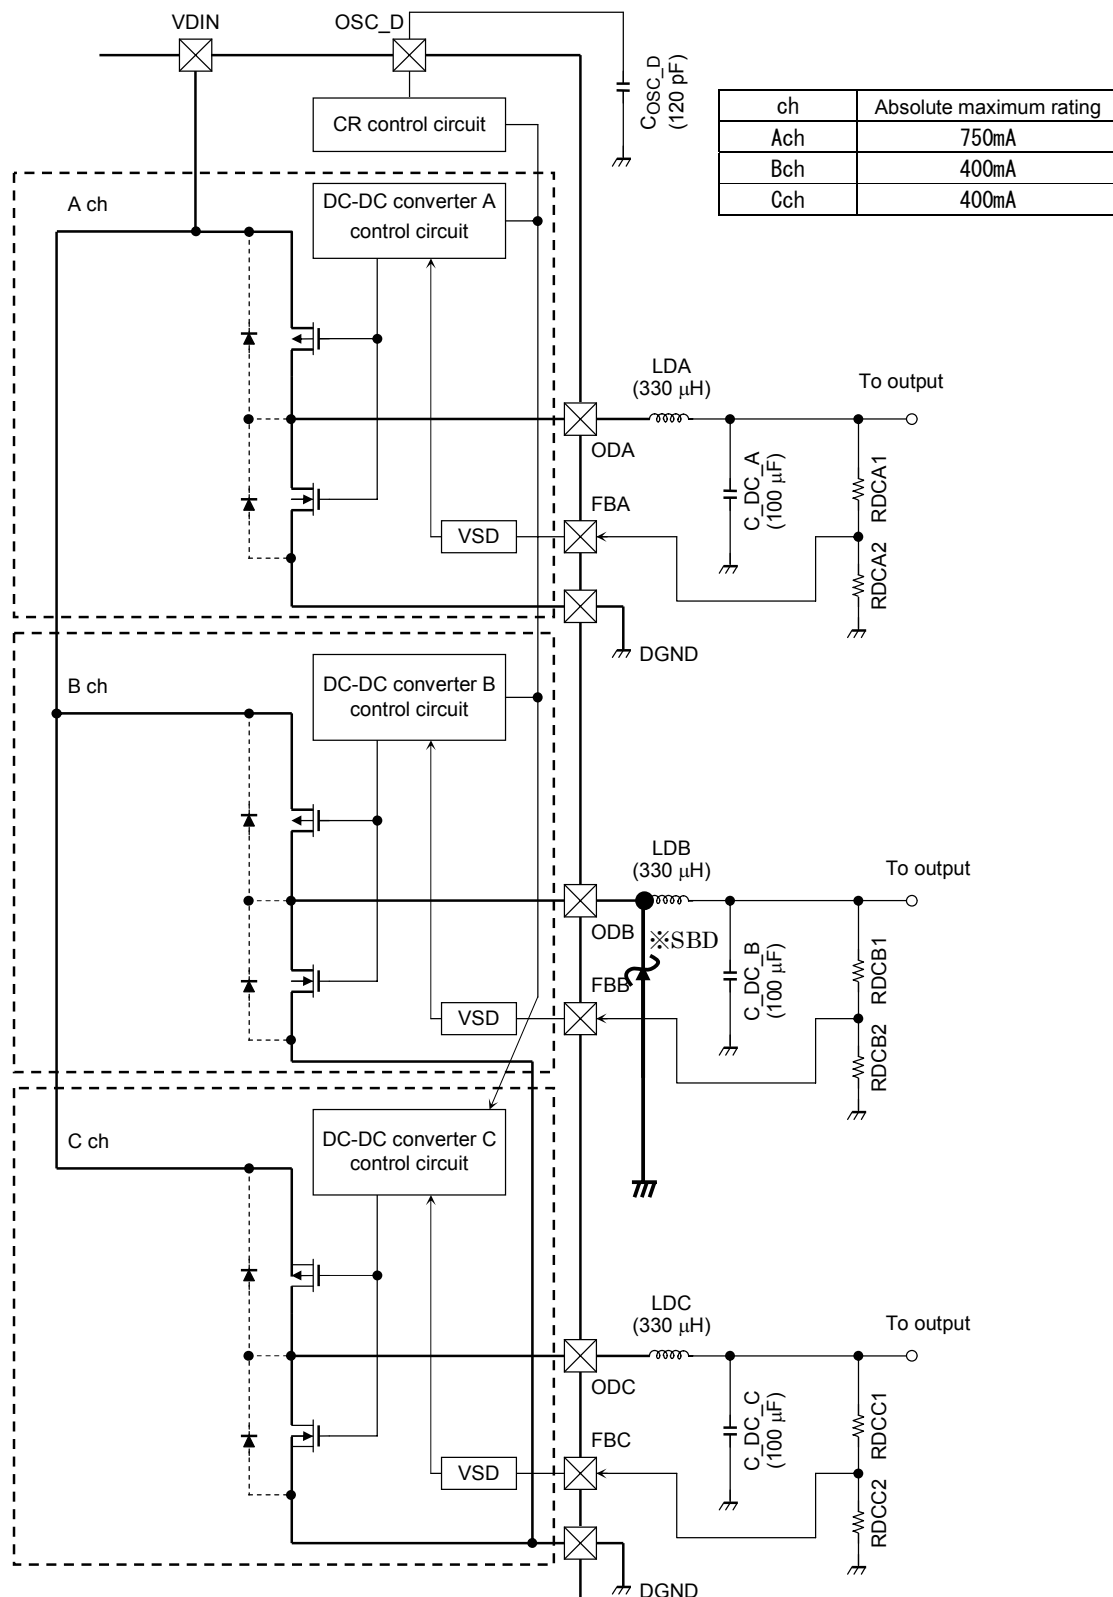 VDIN
OSC_D
COSC_D
(120 pF)
CR control circuit
ch Absolute maximum rating
Ach 750mA
Bch 400mA
Cch 400mA
A ch
DC-DC converter A
control circuit
LDA
(330 μH)
To output
ODA
C_DC_A
(100 μF)
RDCA1
FBA
VSD
RDCA2
DGND
B ch
DC-DC converter B
control circuit
LDB
(330 μH)
To output
ODB
※SBD
C_DC_B
(100 μF)
RDCB1
FBB
VSD
RDCB2
C ch
DC-DC converter C
control circuit
LDC
(330 μH)
To output
ODC
C_DC_C
(100 μF)
RDCC1
FBC
VSD
RDCC2
DGND